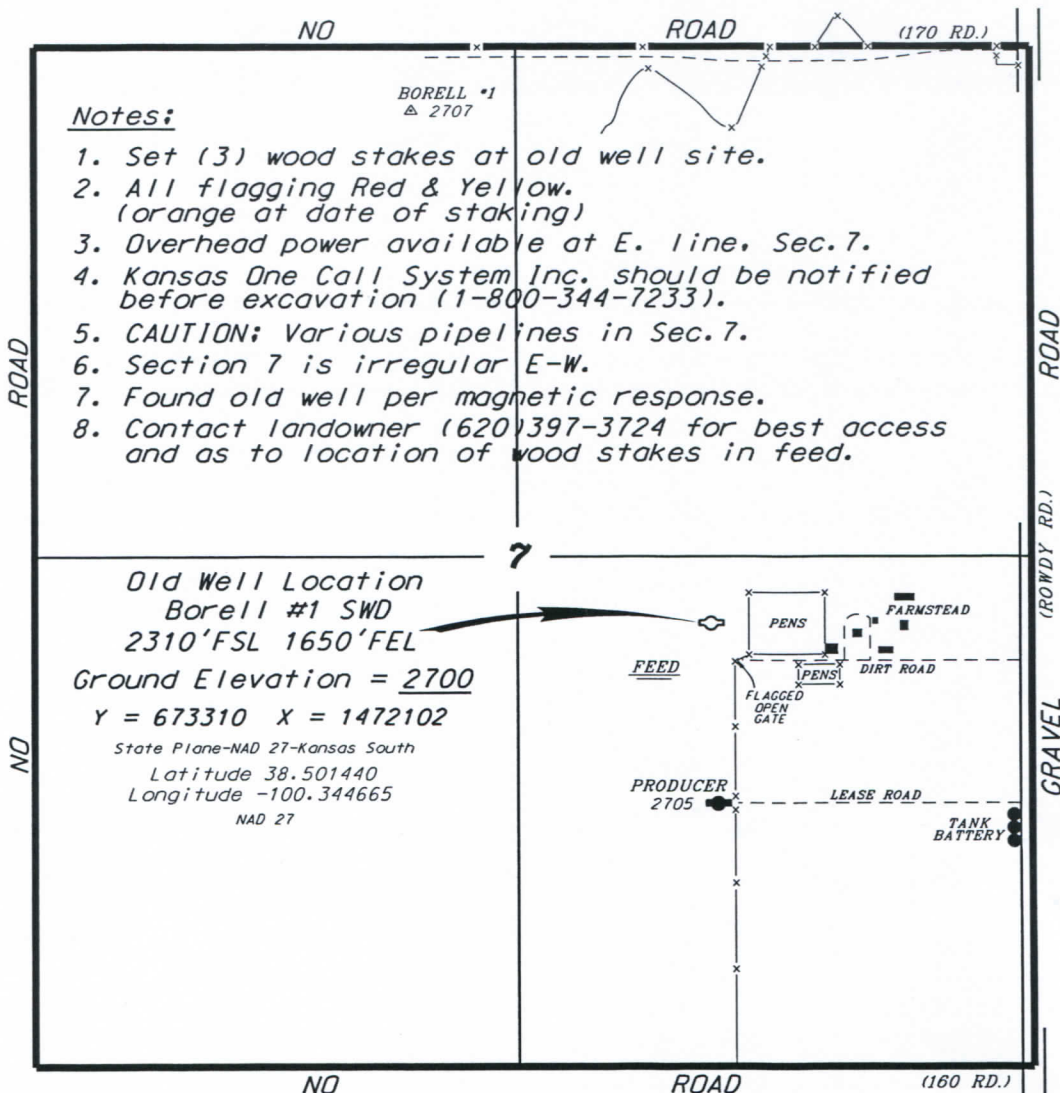 NO ROAD (170 RD.)
BORELL #1
2707
Notes:
1. Set (3) wood stakes at old well site.
2. All flagging Red & Yellow.
(orange at date of staking)
3. Overhead power available at E. line, Sec.7.
4. Kansas One Call System Inc. should be notified
before excavation (1-800-344-7233).
5. CAUTION: Various pipelines in Sec.7.
6. Section 7 is irregular E-W.
7. Found old well per magnetic response.
8. Contact landowner (620)397-3724 for best access
and as to location of wood stakes in feed.
NO ROAD
GRAVEL (ROWDY RD.) ROAD
7
Old Well Location
Borell #1 SWD
2310'FSL 1650'FEL
Ground Elevation = 2700
Y = 673310 X = 1472102
State Plane-NAD 27-Kansas South
Latitude 38.501440
Longitude -100.344665
NAD 27
PENS
FARMSTEAD
FEED
PENS
DIRT ROAD
FLAGGED
OPEN
GATE
PRODUCER
2705
LEASE ROAD
TANK
BATTERY
NO ROAD (160 RD.)